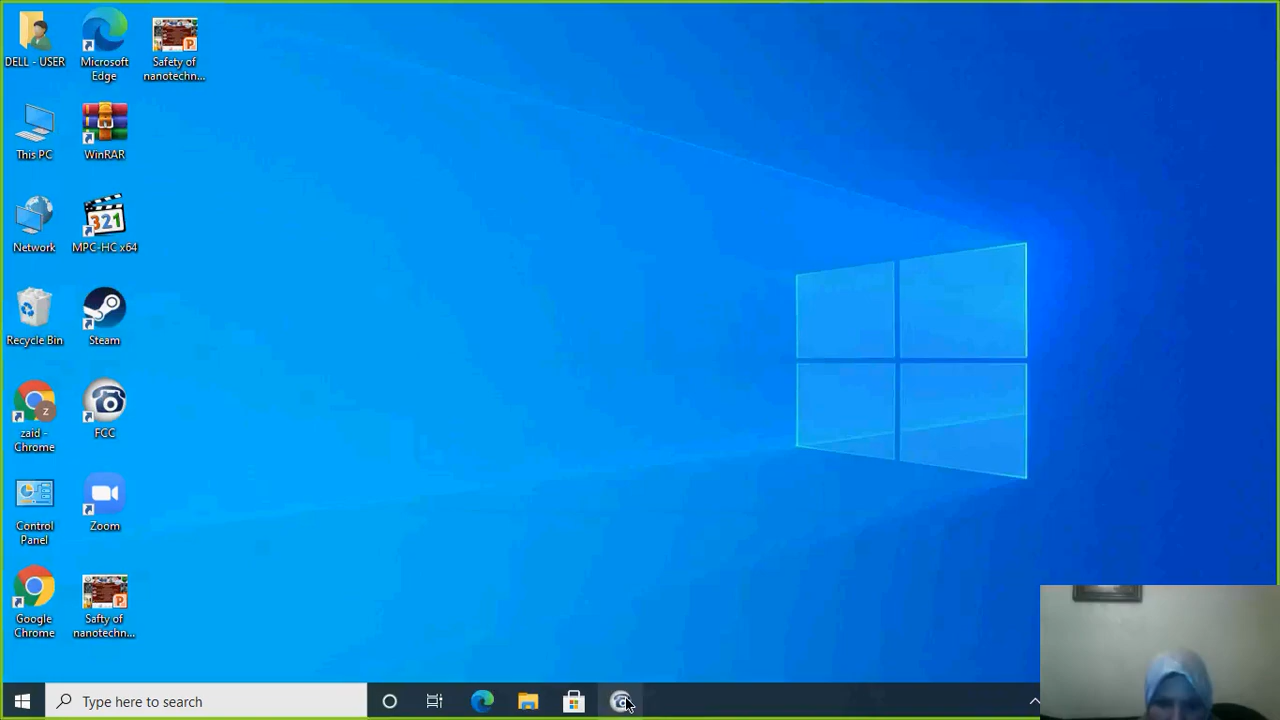 DELL - USER
Microsoft
Edge
Safety of
nanotechn...
This PC
WinRAR
Network
321
MPC-HC x64
Recycle Bin
Steam
z
zaid -
Chrome
FCC
Control
Panel
Zoom
Google
Chrome
P
Safty of
nanotechn...
P
Type here to search